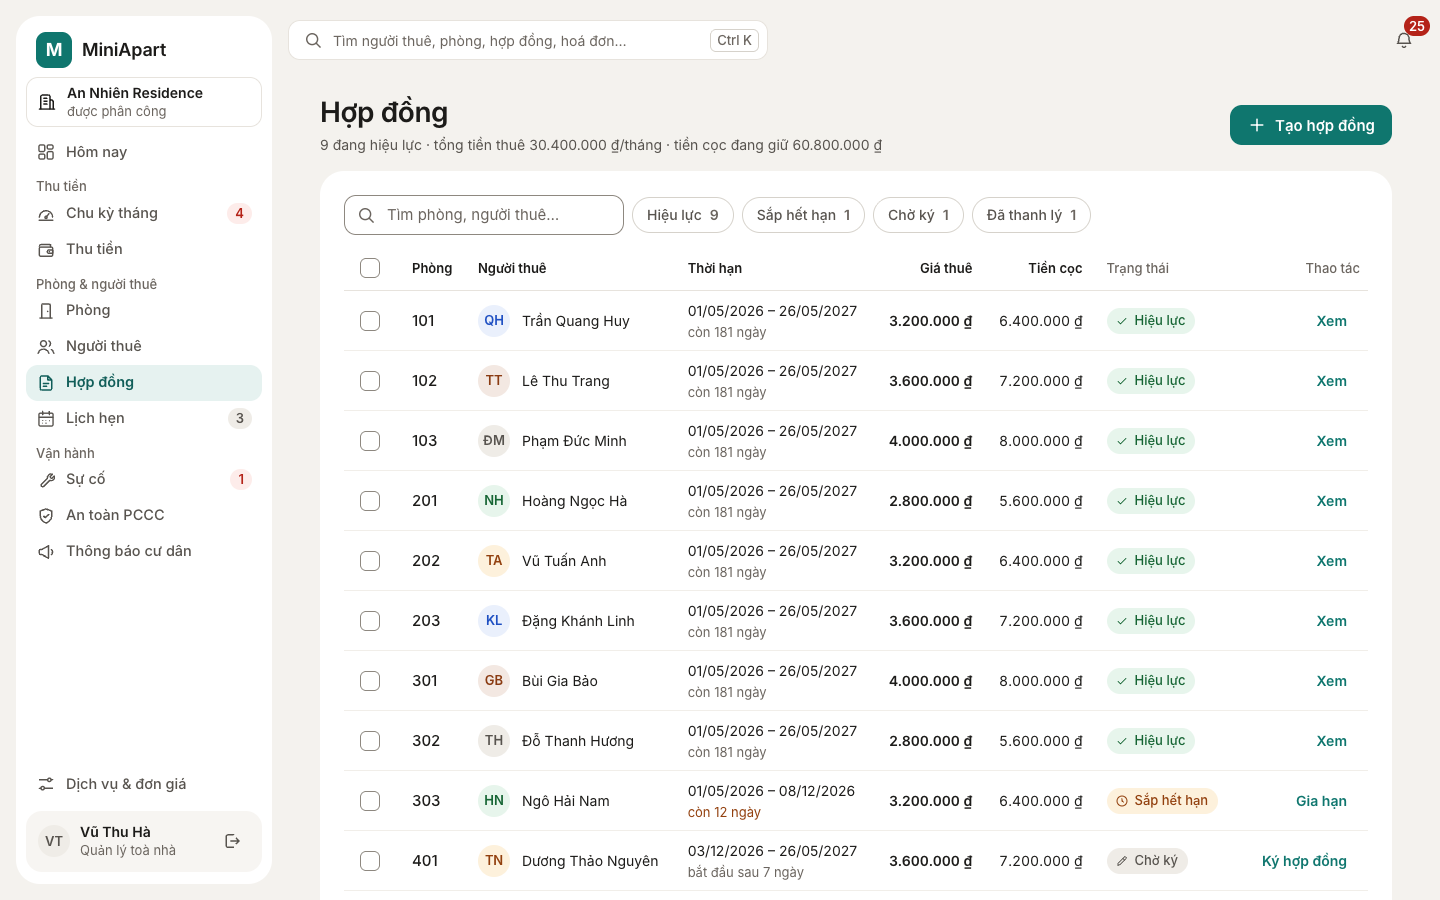 M MiniApart
An Nhiên Residence
được phân công
Hôm nay
Thu tiền
Chu kỳ tháng 4
Thu tiền
Phòng & người thuê
Phòng
Người thuê
Hợp đồng
Lịch hẹn 3
Vận hành
Sự cố 1
An toàn PCCC
Thông báo cư dân
Dịch vụ & đơn giá
VT Vũ Thu Hà
Quản lý toà nhà
Tìm người thuê, phòng, hợp đồng, hoá đơn... Ctrl K
25
Hợp đồng
9 đang hiệu lực · tổng tiền thuê 30.400.000 ₫/tháng · tiền cọc đang giữ 60.800.000 ₫
Tạo hợp đồng
Tìm phòng, người thuê... Hiệu lực 9 Sắp hết hạn 1 Chờ ký 1 Đã thanh lý 1
Phòng Người thuê Thời hạn Giá thuê Tiền cọc Trạng thái Thao tác
101 QH Trần Quang Huy 01/05/2026 – 26/05/2027 3.200.000 ₫ 6.400.000 ₫ Hiệu lực Xem
còn 181 ngày
102 TT Lê Thu Trang 01/05/2026 – 26/05/2027 3.600.000 ₫ 7.200.000 ₫ Hiệu lực Xem
còn 181 ngày
103 ĐM Phạm Đức Minh 01/05/2026 – 26/05/2027 4.000.000 ₫ 8.000.000 ₫ Hiệu lực Xem
còn 181 ngày
201 NH Hoàng Ngọc Hà 01/05/2026 – 26/05/2027 2.800.000 ₫ 5.600.000 ₫ Hiệu lực Xem
còn 181 ngày
202 TA Vũ Tuấn Anh 01/05/2026 – 26/05/2027 3.200.000 ₫ 6.400.000 ₫ Hiệu lực Xem
còn 181 ngày
203 KL Đặng Khánh Linh 01/05/2026 – 26/05/2027 3.600.000 ₫ 7.200.000 ₫ Hiệu lực Xem
còn 181 ngày
301 GB Bùi Gia Bảo 01/05/2026 – 26/05/2027 4.000.000 ₫ 8.000.000 ₫ Hiệu lực Xem
còn 181 ngày
302 TH Đỗ Thanh Hương 01/05/2026 – 26/05/2027 2.800.000 ₫ 5.600.000 ₫ Hiệu lực Xem
còn 181 ngày
303 HN Ngô Hải Nam 01/05/2026 – 08/12/2026 3.200.000 ₫ 6.400.000 ₫ Sắp hết hạn Gia hạn
còn 12 ngày
401 TN Dương Thảo Nguyên 03/12/2026 – 26/05/2027 3.600.000 ₫ 7.200.000 ₫ Chờ ký Ký hợp đồng
bắt đầu sau 7 ngày